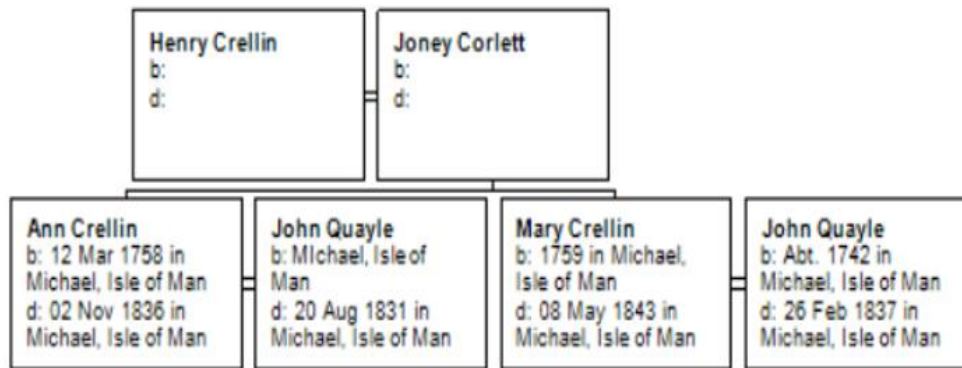 Henry Crellin
b:
d:
Joney Corlett
b:
d:
Ann Crellin
b: 12 Mar 1758 in
Michael, Isle of Man
d: 02 Nov 1836 in
Michael, Isle of Man
John Quayle
b: MIchael, Isle of
Man
d: 20 Aug 1831 in
Michael, Isle of Man
Mary Crellin
b: 1759 in Michael,
Isle of Man
d: 08 May 1843 in
Michael, Isle of Man
John Quayle
b: Abt. 1742 in
Michael, Isle of Man
d: 26 Feb 1837 in
Michael, Isle of Man